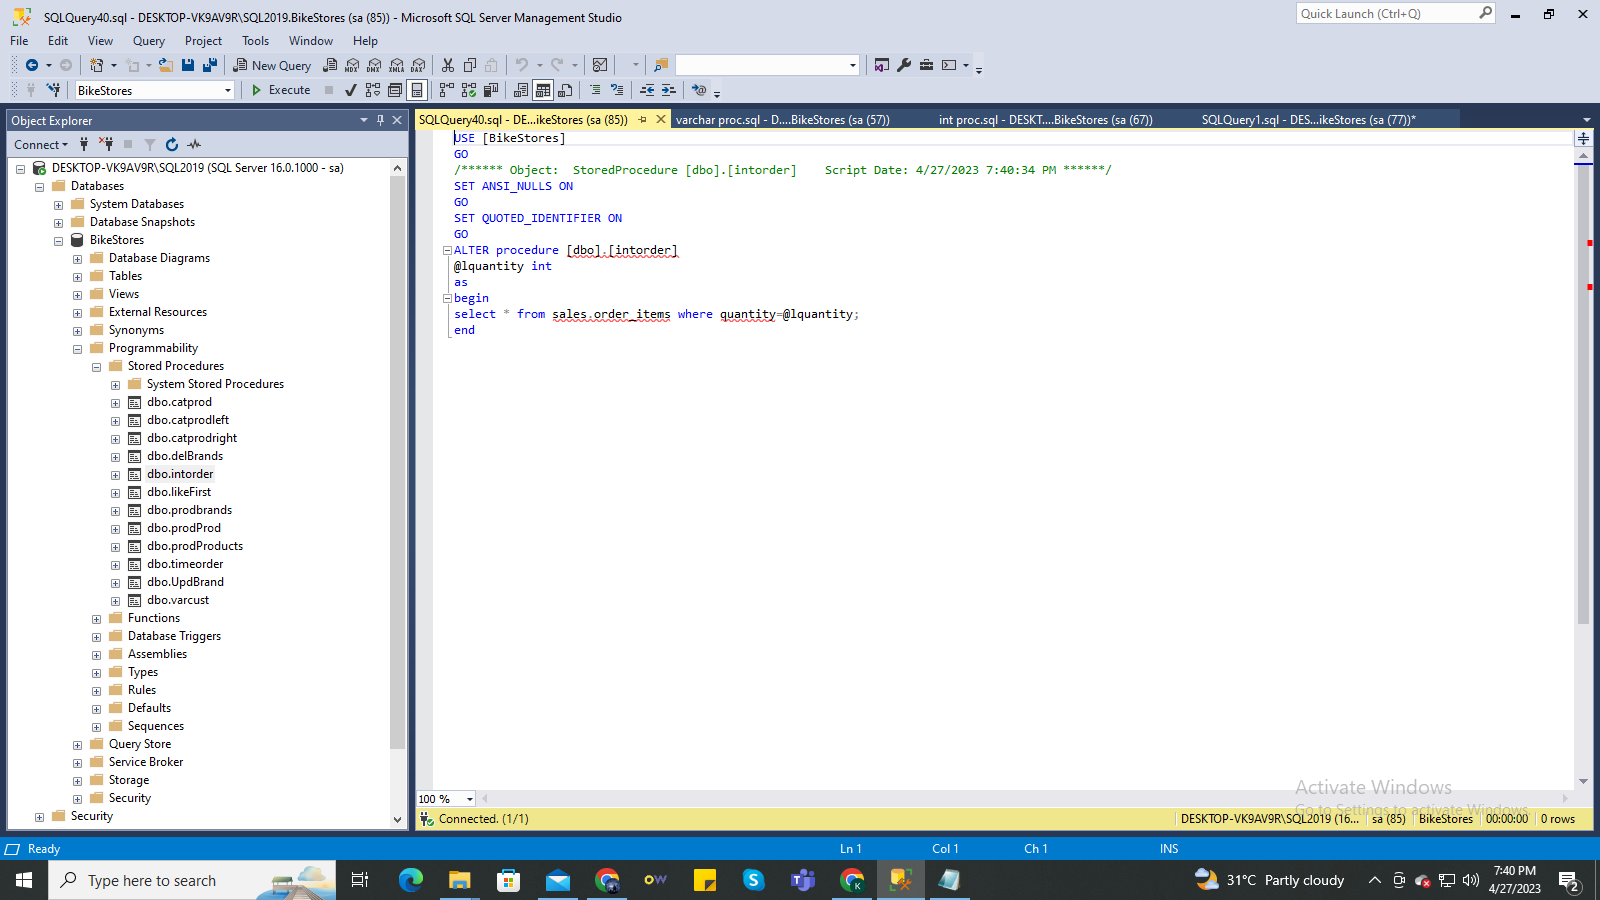 SQLQuery40.sql - DESKTOP-VK9AV9R\SQL2019.BikeStores (sa (85)) - Microsoft SQL Server Management Studio
Quick Launch (Ctrl+Q)
File Edit View Query Project Tools Window Help
New Query
MDX DMX XMLA DAX
BikeStores
Execute
Object Explorer
Connect
DESKTOP-VK9AV9R\SQL2019 (SQL Server 16.0.1000 - sa)
Databases
System Databases
Database Snapshots
BikeStores
Database Diagrams
Tables
Views
External Resources
Synonyms
Programmability
Stored Procedures
System Stored Procedures
dbo.catprod
dbo.catprodleft
dbo.catprodright
dbo.delBrands
dbo.intorder
dbo.likeFirst
dbo.prodbrands
dbo.prodProd
dbo.prodProducts
dbo.timeorder
dbo.UpdBrand
dbo.varcust
Functions
Database Triggers
Assemblies
Types
Rules
Defaults
Sequences
Query Store
Service Broker
Storage
Security
Security
SQLQuery40.sql - DE...ikeStores (sa (85)) varchar proc.sql - D....BikeStores (sa (57)) int proc.sql - DESKT....BikeStores (sa (67)) SQLQuery1.sql - DES...ikeStores (sa (77))*
USE [BikeStores]
GO
/****** Object:  StoredProcedure [dbo].[intorder]    Script Date: 4/27/2023 7:40:34 PM ******/
SET ANSI_NULLS ON
GO
SET QUOTED_IDENTIFIER ON
GO
ALTER procedure [dbo].[intorder]
@lquantity int
as
begin
select * from sales.order_items where quantity=@lquantity;
end
Activate Windows
Go to Settings to activate Windows.
100 %
Connected. (1/1) DESKTOP-VK9AV9R\SQL2019 (16... sa (85) BikeStores 00:00:00 0 rows
Ready Ln 1 Col 1 Ch 1 INS
Type here to search
OW
S
K
31°C Partly cloudy
7:40 PM
4/27/2023
2